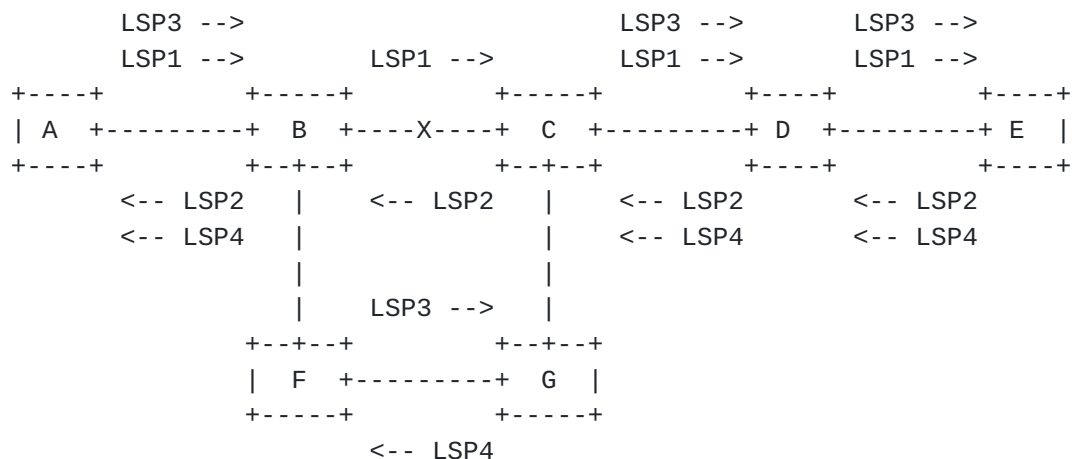 LSP3 --> LSP3 --> LSP3 -->
LSP1 --> LSP1 --> LSP1 --> LSP1 -->
A B X C D E
<-- LSP2 <-- LSP2 <-- LSP2 <-- LSP2
<-- LSP4 <-- LSP4 <-- LSP4
LSP3 -->
F G
<-- LSP4